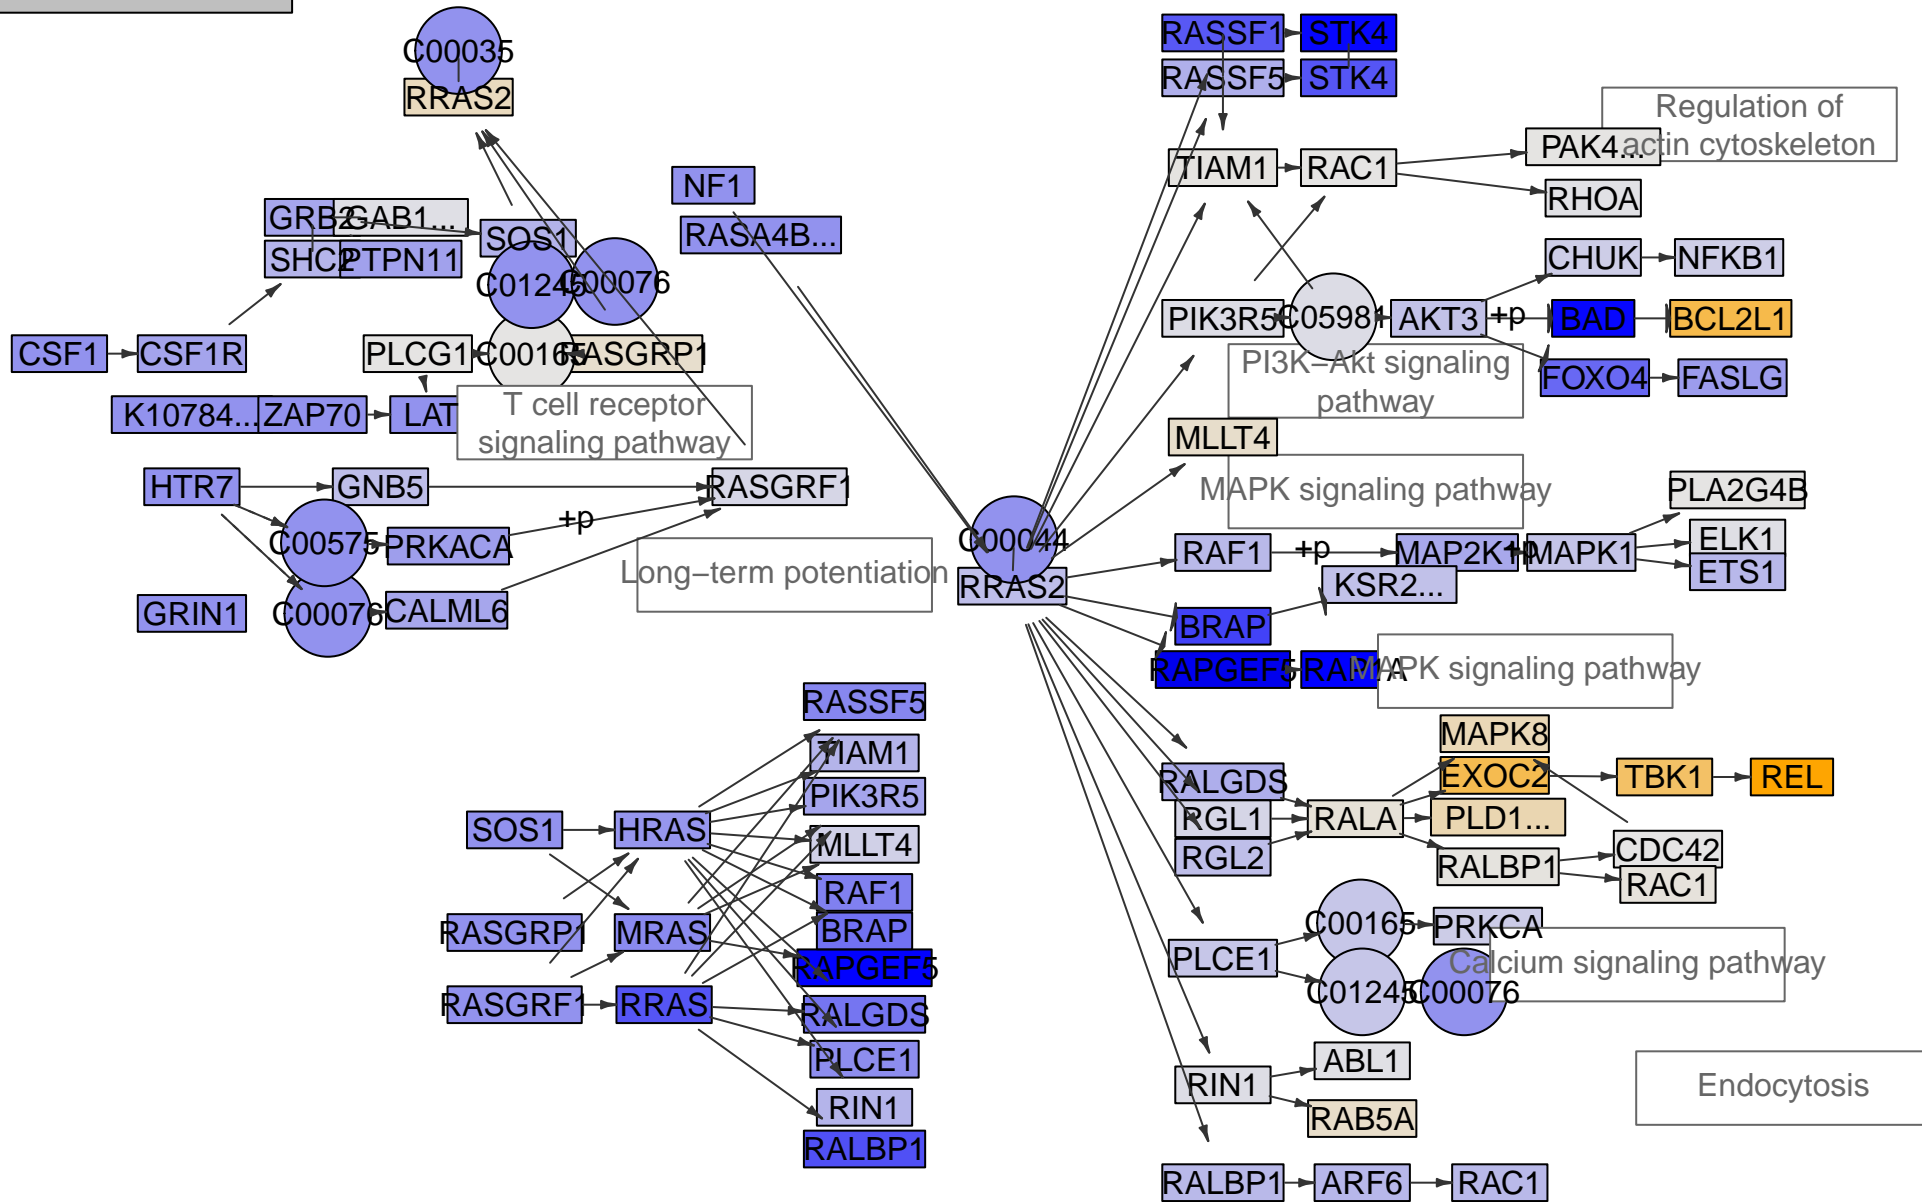 C00035
RRAS2
NF1
RASA4B...
GRB2
GAB1...
SOS1
SHC2
PTPN11
C01245
C00076
CSF1
CSF1R
PLCG1
C00165
RASGRP1
K10784...
ZAP70
LAT
T cell receptor
signaling pathway
HTR7
GNB5
RASGRF1
C00575
PRKACA
+p
GRIN1
C00076
CALML6
Long−term potentiation
C00044
RRAS2
RASSF1
STK4
RASSF5
STK4
Regulation of
actin cytoskeleton
TIAM1
RAC1
PAK4...
RHOA
CHUK
NFKB1
PIK3R5
C05981
AKT3
+p
BAD
BCL2L1
FOXO4
FASLG
PI3K−Akt signaling
pathway
MLLT4
MAPK signaling pathway
PLA2G4B
RAF1
+p
MAP2K1
+p
MAPK1
ELK1
ETS1
KSR2...
BRAP
RAPGEF5
RAP1A
MAPK signaling pathway
RASSF5
TIAM1
PIK3R5
SOS1
HRAS
MLLT4
RAF1
RASGRP1
MRAS
BRAP
RAPGEF5
RASGRF1
RRAS
RALGDS
PLCE1
RIN1
RALBP1
MAPK8
RALGDS
EXOC2
TBK1
REL
RGL1
RALA
PLD1...
RGL2
RALBP1
CDC42
RAC1
C00165
PRKCA
PLCE1
C01245
C00076
Calcium signaling pathway
ABL1
RIN1
RAB5A
Endocytosis
RALBP1
ARF6
RAC1